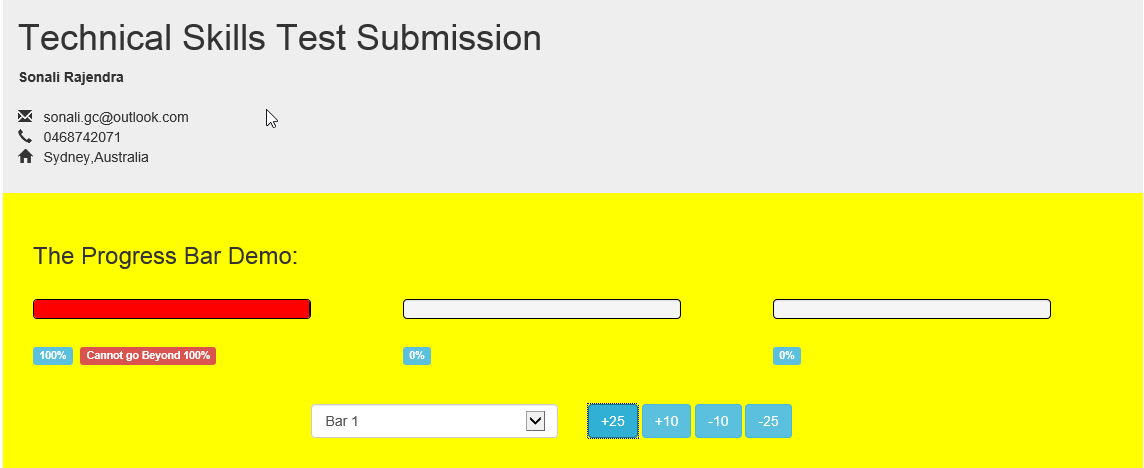 Technical Skills Test Submission
Sonali Rajendra
sonali.gc@outlook.com
0468742071
Sydney,Australia
The Progress Bar Demo:
100% Cannot go Beyond 100% 0% 0%
Bar 1 +25 +10 -10 -25